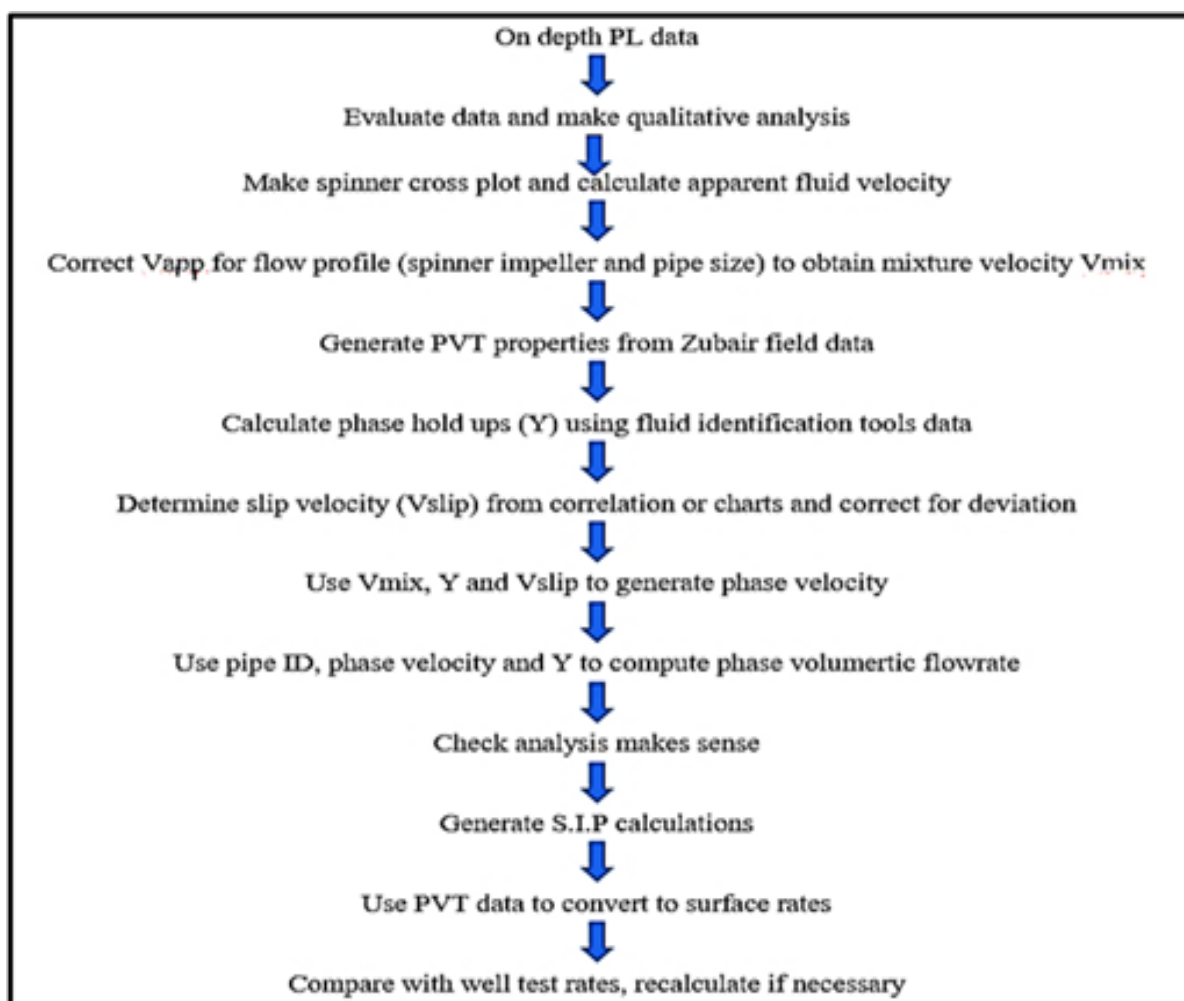 On depth PL data
Evaluate data and make qualitative analysis
Make spinner cross plot and calculate apparent fluid velocity
Correct Vapp for flow profile (spinner impeller and pipe size) to obtain mixture velocity Vmix
Generate PVT properties from Zubair field data
Calculate phase hold ups (Y) using fluid identification tools data
Determine slip velocity (Vslip) from correlation or charts and correct for deviation
Use Vmix, Y and Vslip to generate phase velocity
Use pipe ID, phase velocity and Y to compute phase volumertic flowrate
Check analysis makes sense
Generate S.I.P calculations
Use PVT data to convert to surface rates
Compare with well test rates, recalculate if necessary